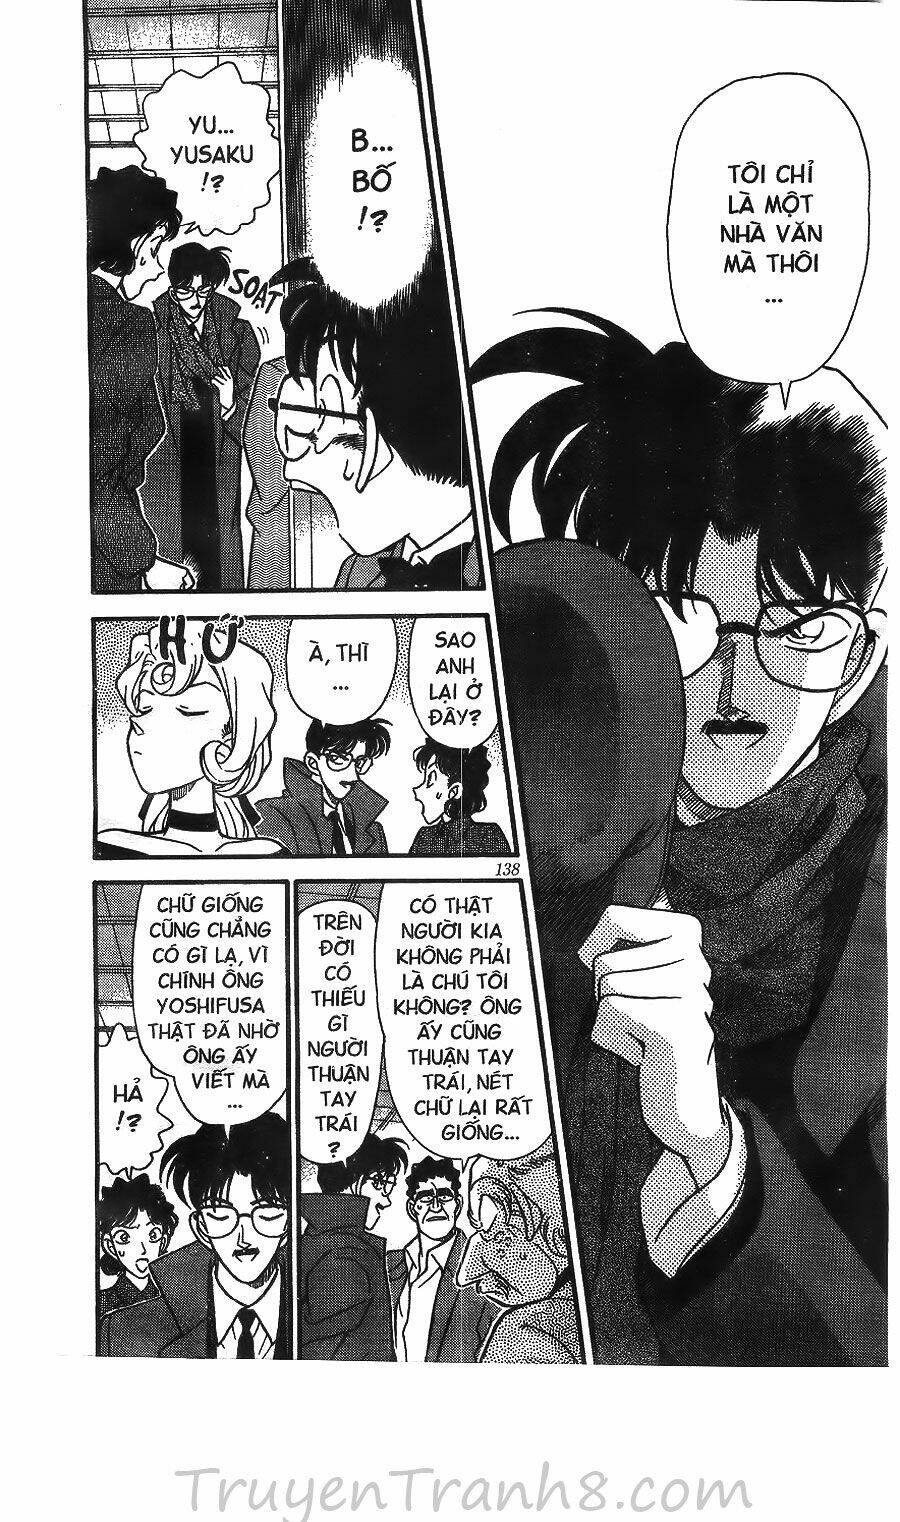 TÔI CHỈ
LÀ MỘT
NHÀ VĂN
MÀ THÔI
...
B...
BỐ
!?
YU...
YUSAKU
!?
SOẠT
SAO
ANH
LẠI Ở
ĐÂY?
À, THÌ
...
HỨ
138
CÓ THẬT
NGƯỜI KIA
KHÔNG PHẢI
LÀ CHÚ TÔI
KHÔNG? ÔNG
ẤY CŨNG
THUẬN TAY
TRÁI, NÉT
CHỮ LẠI RẤT
GIỐNG...
TRÊN
ĐỜI
CÓ
THIẾU
GÌ
NGƯỜI
THUẬN
TAY
TRÁI
?
CHỮ GIỐNG
CŨNG CHẲNG
CÓ GÌ LẠ, VÌ
CHÍNH ÔNG
YOSHIFUSA
THẬT ĐÃ NHỜ
ÔNG ẤY
VIẾT MÀ
...
HẢ
!?
TruyenTranh8.com